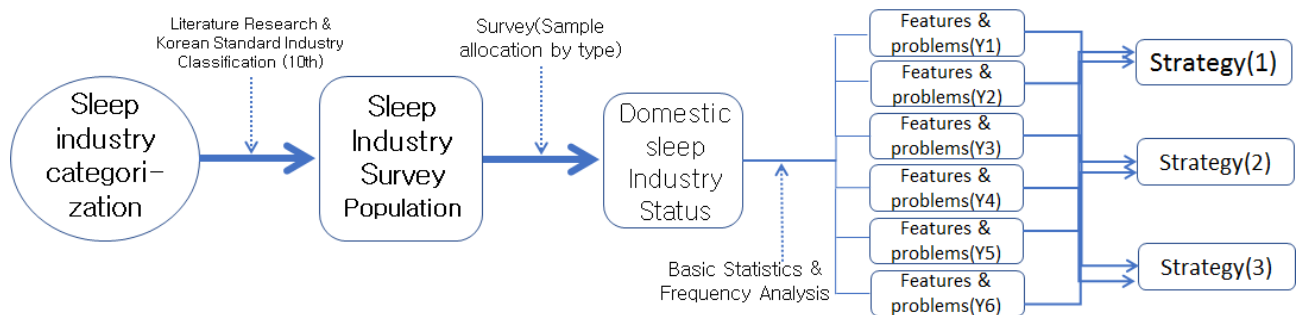 Literature Research &
Korean Standard Industry
Classification (10th)
Sleep
industry
categori-
zation
Sleep
Industry
Survey
Population
Survey(Sample
allocation by type)
Domestic
sleep
Industry
Status
Basic Statistics &
Frequency Analysis
Features &
problems(Y1)
Features &
problems(Y2)
Features &
problems(Y3)
Features &
problems(Y4)
Features &
problems(Y5)
Features &
problems(Y6)
Strategy(1)
Strategy(2)
Strategy(3)